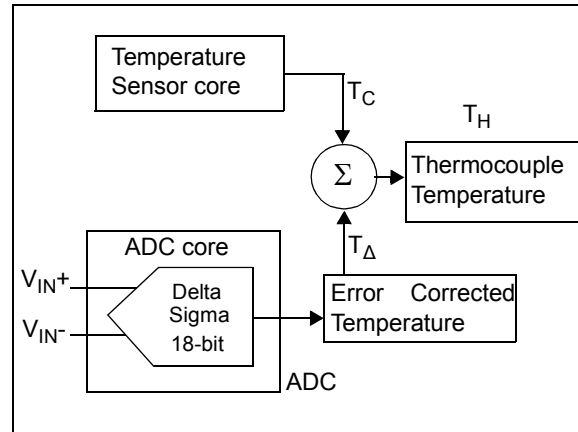 Temperature
Sensor core
T_C
T_H
Σ
Thermocouple
Temperature
ADC core
T_Δ
V_IN+
V_IN-
Delta
Sigma
18-bit
Error Corrected
Temperature
ADC